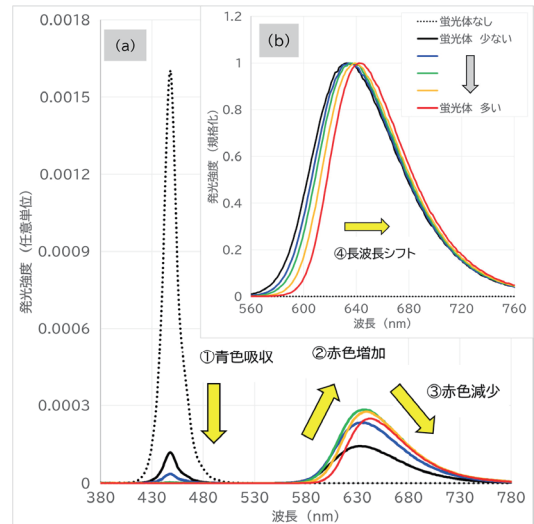 (a)
0.0018
0.0015
0.0012
0.0009
0.0006
0.0003
0
発光強度(任意単位)
380 430 480 530 580 630 680 730 780
波長(nm)
①青色吸収
②赤色増加
③赤色減少
(b)
1.2
1
0.8
0.6
0.4
0.2
0
発光強度(規格化)
560 600 640 680 720 760
波長(nm)
④長波長シフト
蛍光体なし
蛍光体 少ない
蛍光体 多い